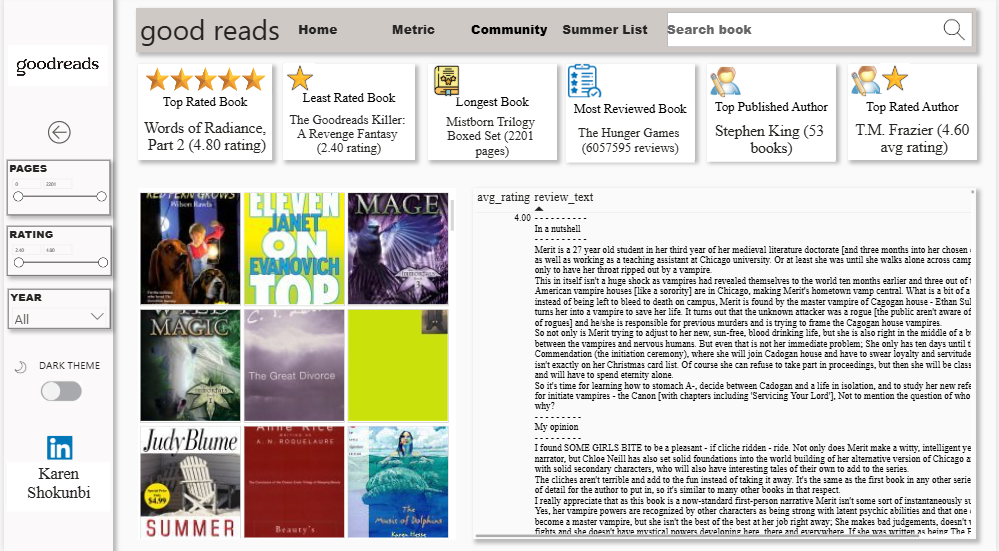 good reads
Home
Metric
Community
Summer List
Search book
goodreads
Top Rated Book
Words of Radiance,
Part 2 (4.80 rating)
Least Rated Book
The Goodreads Killer:
A Revenge Fantasy
(2.40 rating)
Longest Book
Mistborn Trilogy
Boxed Set (2201
pages)
Most Reviewed Book
The Hunger Games
(6057595 reviews)
Top Published Author
Stephen King (53
books)
Top Rated Author
T.M. Frazier (4.60
avg rating)
PAGES
0 2201
RATING
2.40 4.80
YEAR
All
DARK THEME
Karen
Shokunbi
RED FERN GROWS
Wilson Rawls
ELEVEN
JANET
ON
EVANOVICH
TOP
MAGE
Immortals
WILD
MAGIC
Immortals
The Great Divorce
Judy Blume
$4.99
SUMMER
Anne Rice
WRITING AS
A. N. ROQUELAURE
Beauty's
The
Music of Dolphins
Karen Hesse
avg_rating review_text
4.00 - - - - - - - - - -
In a nutshell
- - - - - - - - - -
Merit is a 27 year old student in her third year of her medieval literature doctorate [and three months into her chosen
as well as working as a teaching assistant at Chicago university. Or at least she was until she walks alone across camp
only to have her throat ripped out by a vampire.
This in itself isn't a huge shock as vampires had revealed themselves to the world ten months earlier and three out of
American vampire houses [like a sorority] are in Chicago, making Merit's hometown vamp central. What is a bit of a
instead of being left to bleed to death on campus, Merit is found by the master vampire of Cagogan house - Ethan Sul
turns her into a vampire to save her life. It turns out that the unknown attacker was a rogue [the public aren't aware of
of rogues] and he/she is responsible for previous murders and is trying to frame the Cagogan house vampires.
So not only is Merit trying to adjust to her new, sun-free, blood drinking life, but she is also right in the middle of a b
between the vampires and nervous humans. But even that is not her immediate problem; She only has ten days until t
Commendation (the initiation ceremony), where she will join Cadogan house and have to swear loyalty and servitude
isn't exactly on her Christmas card list. Of course she can refuse to take part in proceedings, but then she will be class
and will have to spend eternity alone.
So it's time for learning how to stomach A-, decide between Cadogan and a life in isolation, and to study her new refe
for initiate vampires - the Canon [with chapters including 'Servicing Your Lord'], Not to mention the question of who
why?
- - - - - - - - -
My opinion
- - - - - - - - -
I found SOME GIRLS BITE to be a pleasant - if cliche ridden - ride. Not only does Merit make a witty, intelligent ye
narrator, but Chloe Neill has also set solid foundations into the world building of her alternative version of Chicago a
with solid secondary characters, who will also have interesting tales of their own to add to the series.
The cliches aren't terrible and add to the fun instead of taking it away. It's the same as the first book in any other serie
of detail for the author to put in, so it's similar to many other books in that respect.
I really appreciate that as this book is a now-standard first-person narrative Merit isn't some sort of instantaneously su
Yes, her vampire powers are recognized by other characters as being strong with latent psychic abilities and that one
become a master vampire, but she isn't the best of the best at her job right away; She makes bad judgements, doesn't
fights and she doesn't have mystical powers developing here, there and everywhere. If she was written as being The